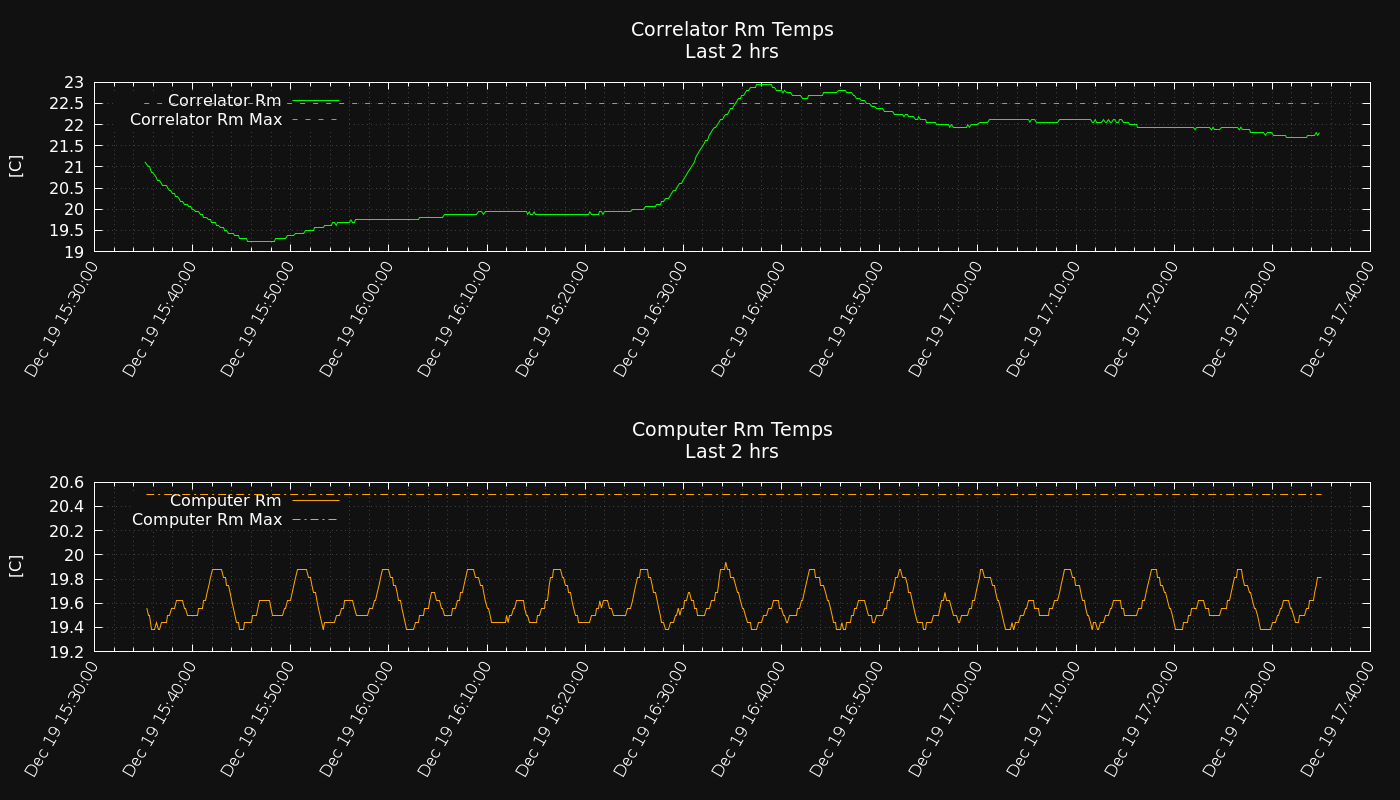 Correlator Rm Temps
Last 2 hrs
[C]
23
22.5
22
21.5
21
20.5
20
19.5
19
Correlator Rm
Correlator Rm Max
Dec 19 15:30:00
Dec 19 15:40:00
Dec 19 15:50:00
Dec 19 16:00:00
Dec 19 16:10:00
Dec 19 16:20:00
Dec 19 16:30:00
Dec 19 16:40:00
Dec 19 16:50:00
Dec 19 17:00:00
Dec 19 17:10:00
Dec 19 17:20:00
Dec 19 17:30:00
Dec 19 17:40:00
Computer Rm Temps
Last 2 hrs
[C]
20.6
20.4
20.2
20
19.8
19.6
19.4
19.2
Computer Rm
Computer Rm Max
Dec 19 15:30:00
Dec 19 15:40:00
Dec 19 15:50:00
Dec 19 16:00:00
Dec 19 16:10:00
Dec 19 16:20:00
Dec 19 16:30:00
Dec 19 16:40:00
Dec 19 16:50:00
Dec 19 17:00:00
Dec 19 17:10:00
Dec 19 17:20:00
Dec 19 17:30:00
Dec 19 17:40:00